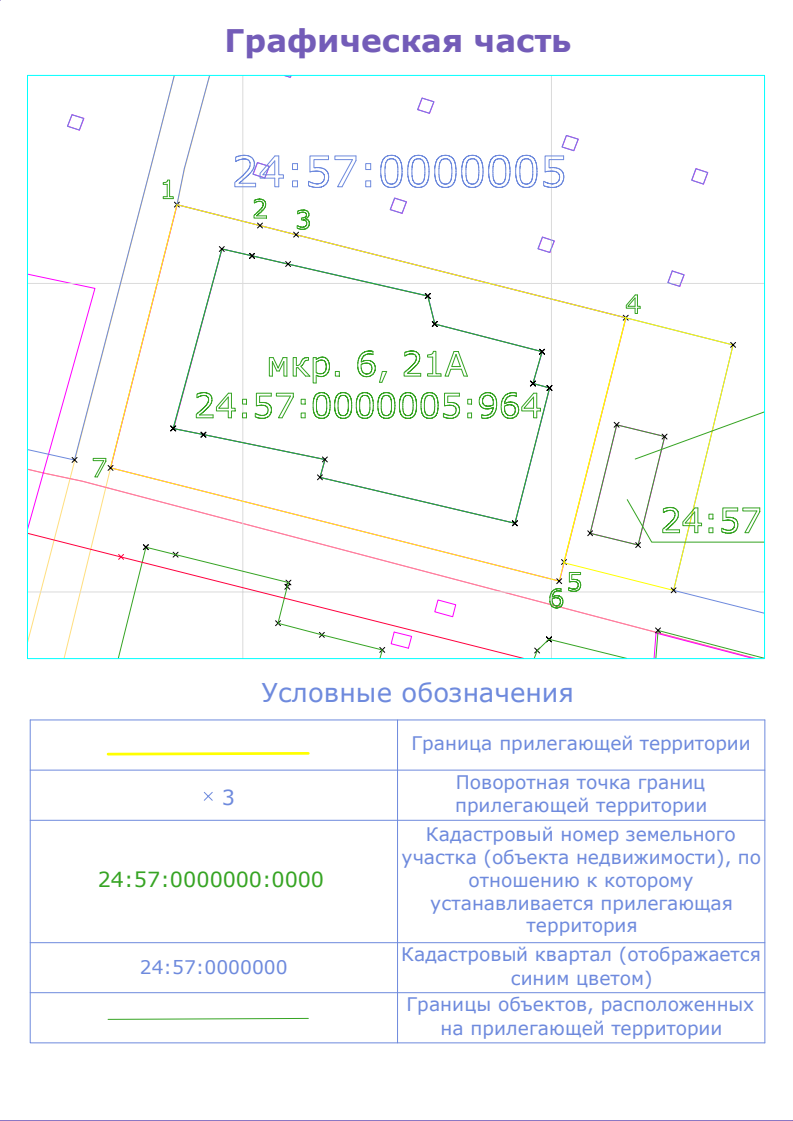 Графическая часть
24:57:0000005
1
2
3
4
мкр. 6, 21А
24:57:0000005:964
7
24:57
5
6
Условные обозначения
Граница прилегающей территории
× 3
Поворотная точка границ
прилегающей территории
24:57:0000000:0000
Кадастровый номер земельного
участка (объекта недвижимости), по
отношению к которому
устанавливается прилегающая
территория
24:57:0000000
Кадастровый квартал (отображается
синим цветом)
Границы объектов, расположенных
на прилегающей территории